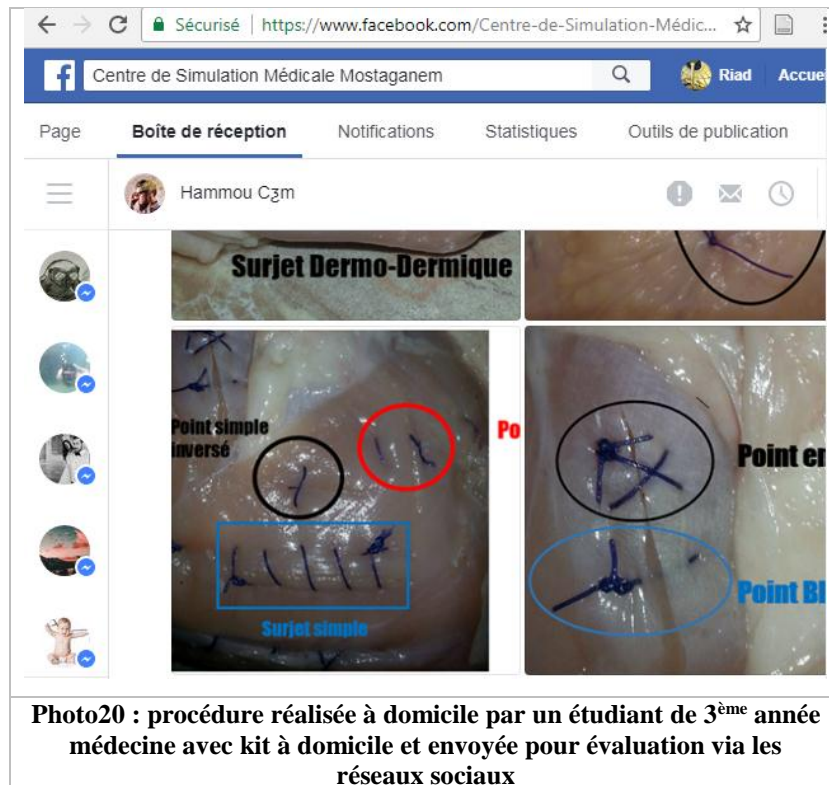 Sécurisé | https://www.facebook.com/Centre-de-Simulation-Médic...
Centre de Simulation Médicale Mostaganem
Riad Accue
Page Boîte de réception Notifications Statistiques Outils de publication
Hammou Cʒm
Surjet Dermo-Dermique
Point simple
inversé
Po
Point en
Surjet simple
Point Bl
Photo20 : procédure réalisée à domicile par un étudiant de 3ème année
médecine avec kit à domicile et envoyée pour évaluation via les
réseaux sociaux